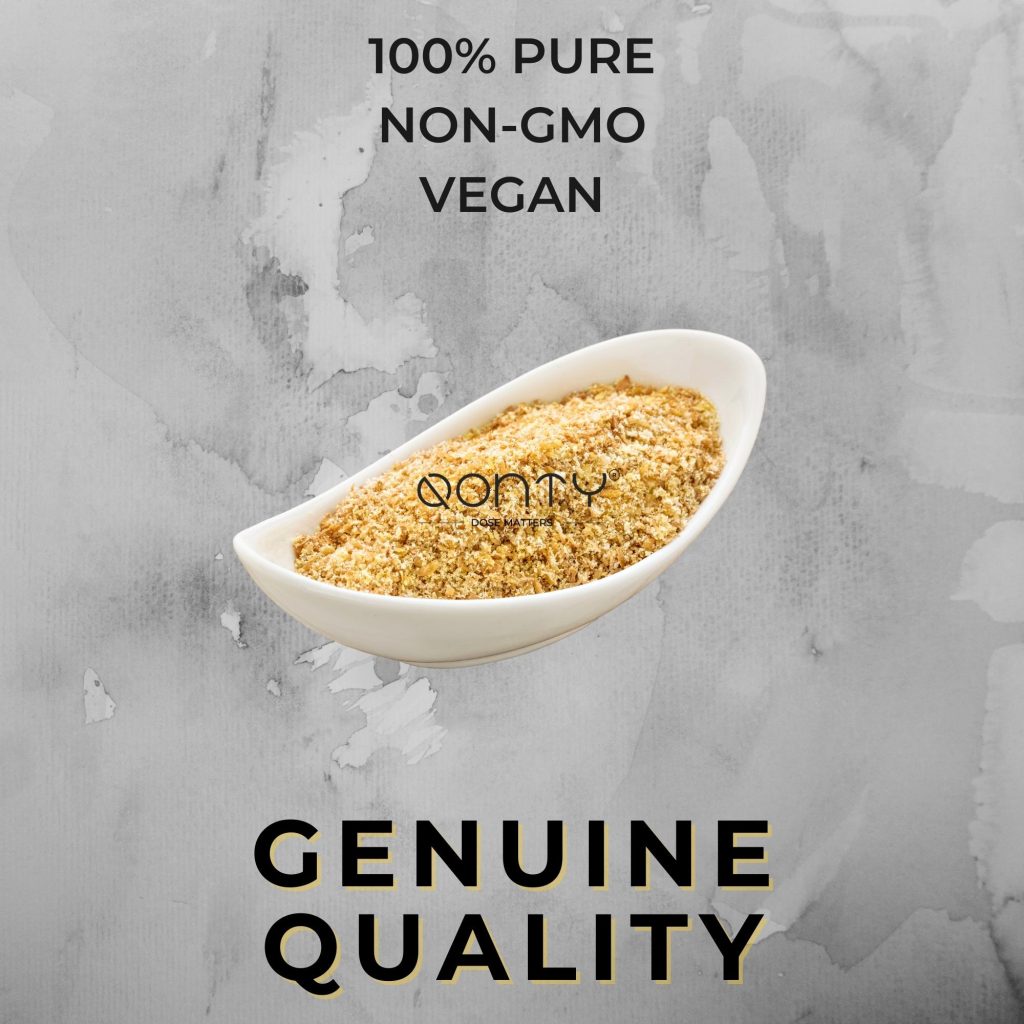 100% PURE
NON-GMO
VEGAN
QONTY®
DOSE MATTERS
GENUINE
QUALITY